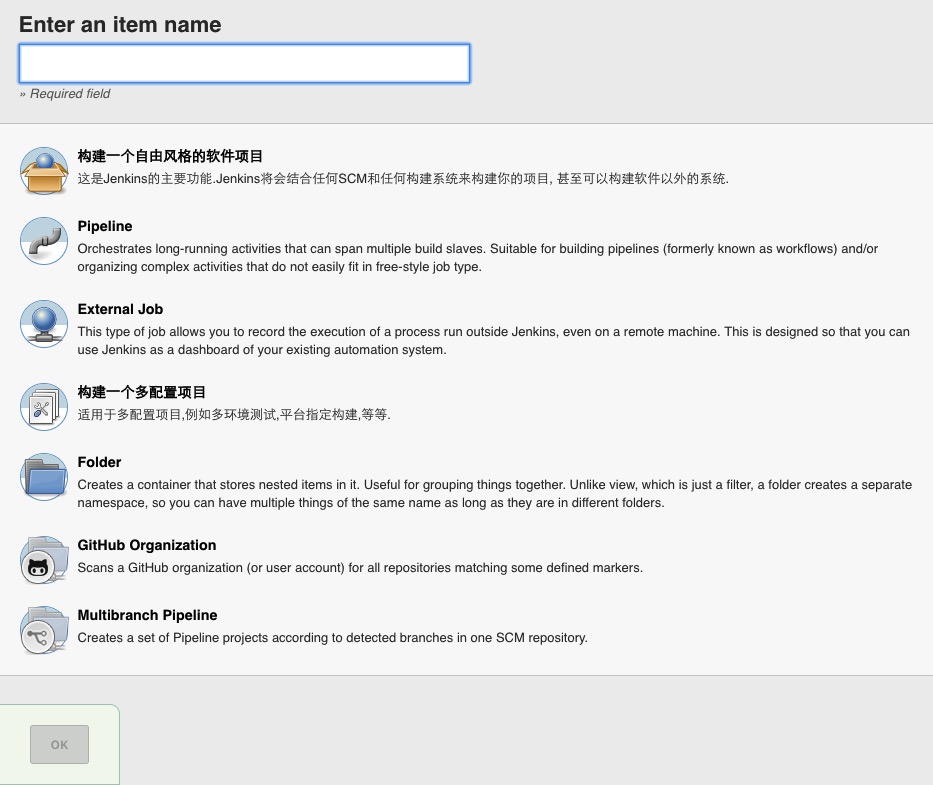 Enter an item name
» Required field
构建一个自由风格的软件项目
这是Jenkins的主要功能.Jenkins将会结合任何SCM和任何构建系统来构建你的项目, 甚至可以构建软件以外的系统.
Pipeline
Orchestrates long-running activities that can span multiple build slaves. Suitable for building pipelines (formerly known as workflows) and/or
organizing complex activities that do not easily fit in free-style job type.
External Job
This type of job allows you to record the execution of a process run outside Jenkins, even on a remote machine. This is designed so that you can
use Jenkins as a dashboard of your existing automation system.
构建一个多配置项目
适用于多配置项目,例如多环境测试,平台指定构建,等等.
Folder
Creates a container that stores nested items in it. Useful for grouping things together. Unlike view, which is just a filter, a folder creates a separate
namespace, so you can have multiple things of the same name as long as they are in different folders.
GitHub Organization
Scans a GitHub organization (or user account) for all repositories matching some defined markers.
Multibranch Pipeline
Creates a set of Pipeline projects according to detected branches in one SCM repository.
OK